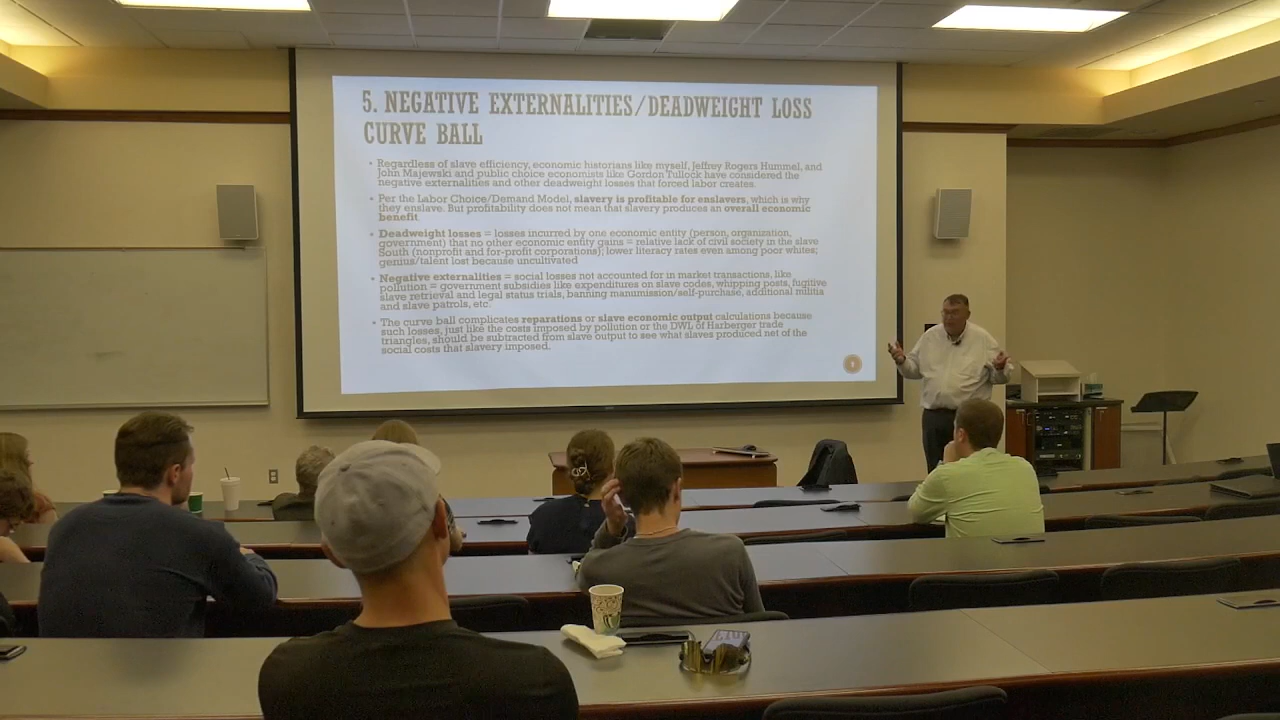 5. NEGATIVE EXTERNALITIES/DEADWEIGHT LOSS
CURVE BALL
• Regardless of slave efficiency, economic historians like myself, Jeffrey Rogers Hummel, and
John Majewski and public choice economists like Gordon Tullock have considered the
negative externalities and other deadweight losses that forced labor creates.
• Per the Labor Choice/Demand Model, slavery is profitable for enslavers, which is why
they enslave. But profitability does not mean that slavery produces an overall economic
benefit.
• Deadweight losses = losses incurred by one economic entity (person, organization,
government) that no other economic entity gains = relative lack of civil society in the slave
South (nonprofit and for-profit corporations); lower literacy rates even among poor whites;
genius/talent lost because uncultivated
• Negative externalities = social losses not accounted for in market transactions, like
pollution = government subsidies like expenditures on slave codes, whipping posts, fugitive
slave retrieval and legal status trials, banning manumission/self-purchase, additional militia
and slave patrols, etc.
• The curve ball complicates reparations or slave economic output calculations because
such losses, just like the costs imposed by pollution or the DWL of Harberger trade
triangles, should be subtracted from slave output to see what slaves produced net of the
social costs that slavery imposed.